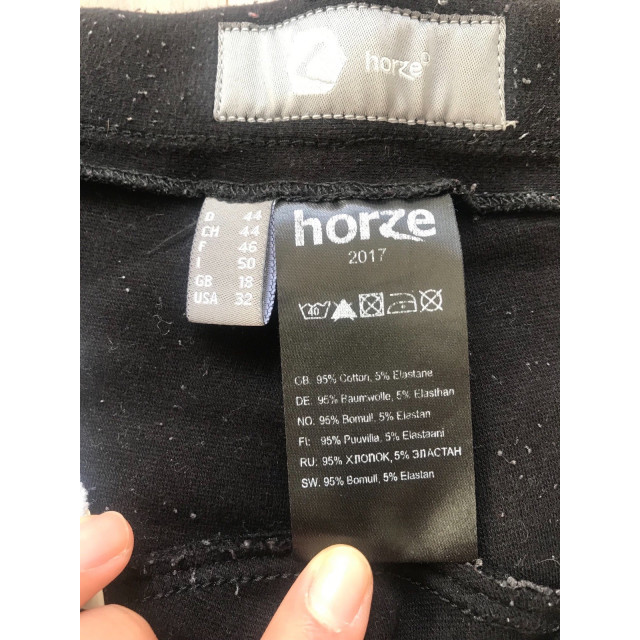 horze
D 44
CH 44
F 46
I 50
GB 18
USA 32
horze
2017
40
GB: 95% Cotton, 5% Elastane
DE: 95% Baumwolle, 5% Elasthan
NO: 95% Bomull, 5% Elastan
FI: 95% Puuvilla, 5% Elastaani
RU: 95% ХЛОПОК, 5% ЭЛАСТАН
SW: 95% Bomull, 5% Elastan